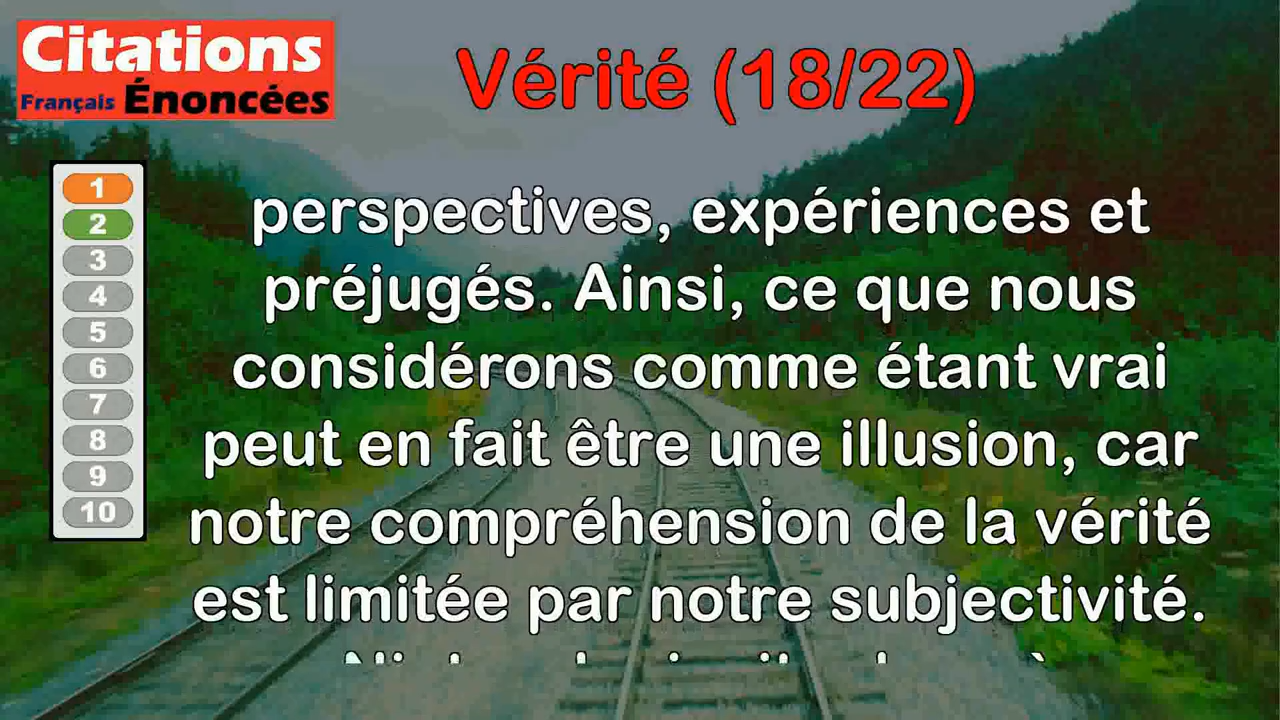 Citations
Français Énoncées
Vérité (18/22)
1
2
3
4
5
6
7
8
9
10
perspectives, expériences et
préjugés. Ainsi, ce que nous
considérons comme étant vrai
peut en fait être une illusion, car
notre compréhension de la vérité
est limitée par notre subjectivité.